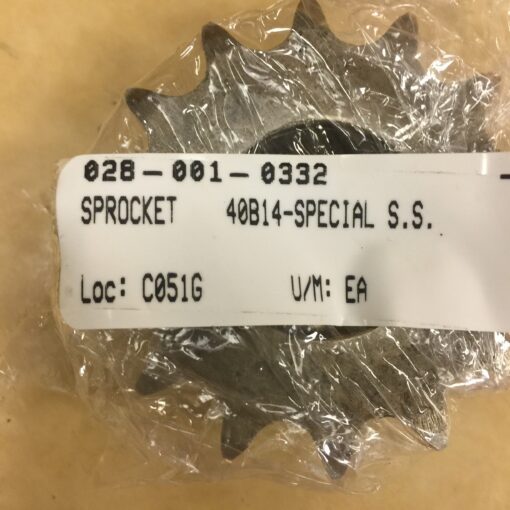 028-001-0332
SPROCKET 40B14-SPECIAL S.S.
Loc: C051G U/M: EA